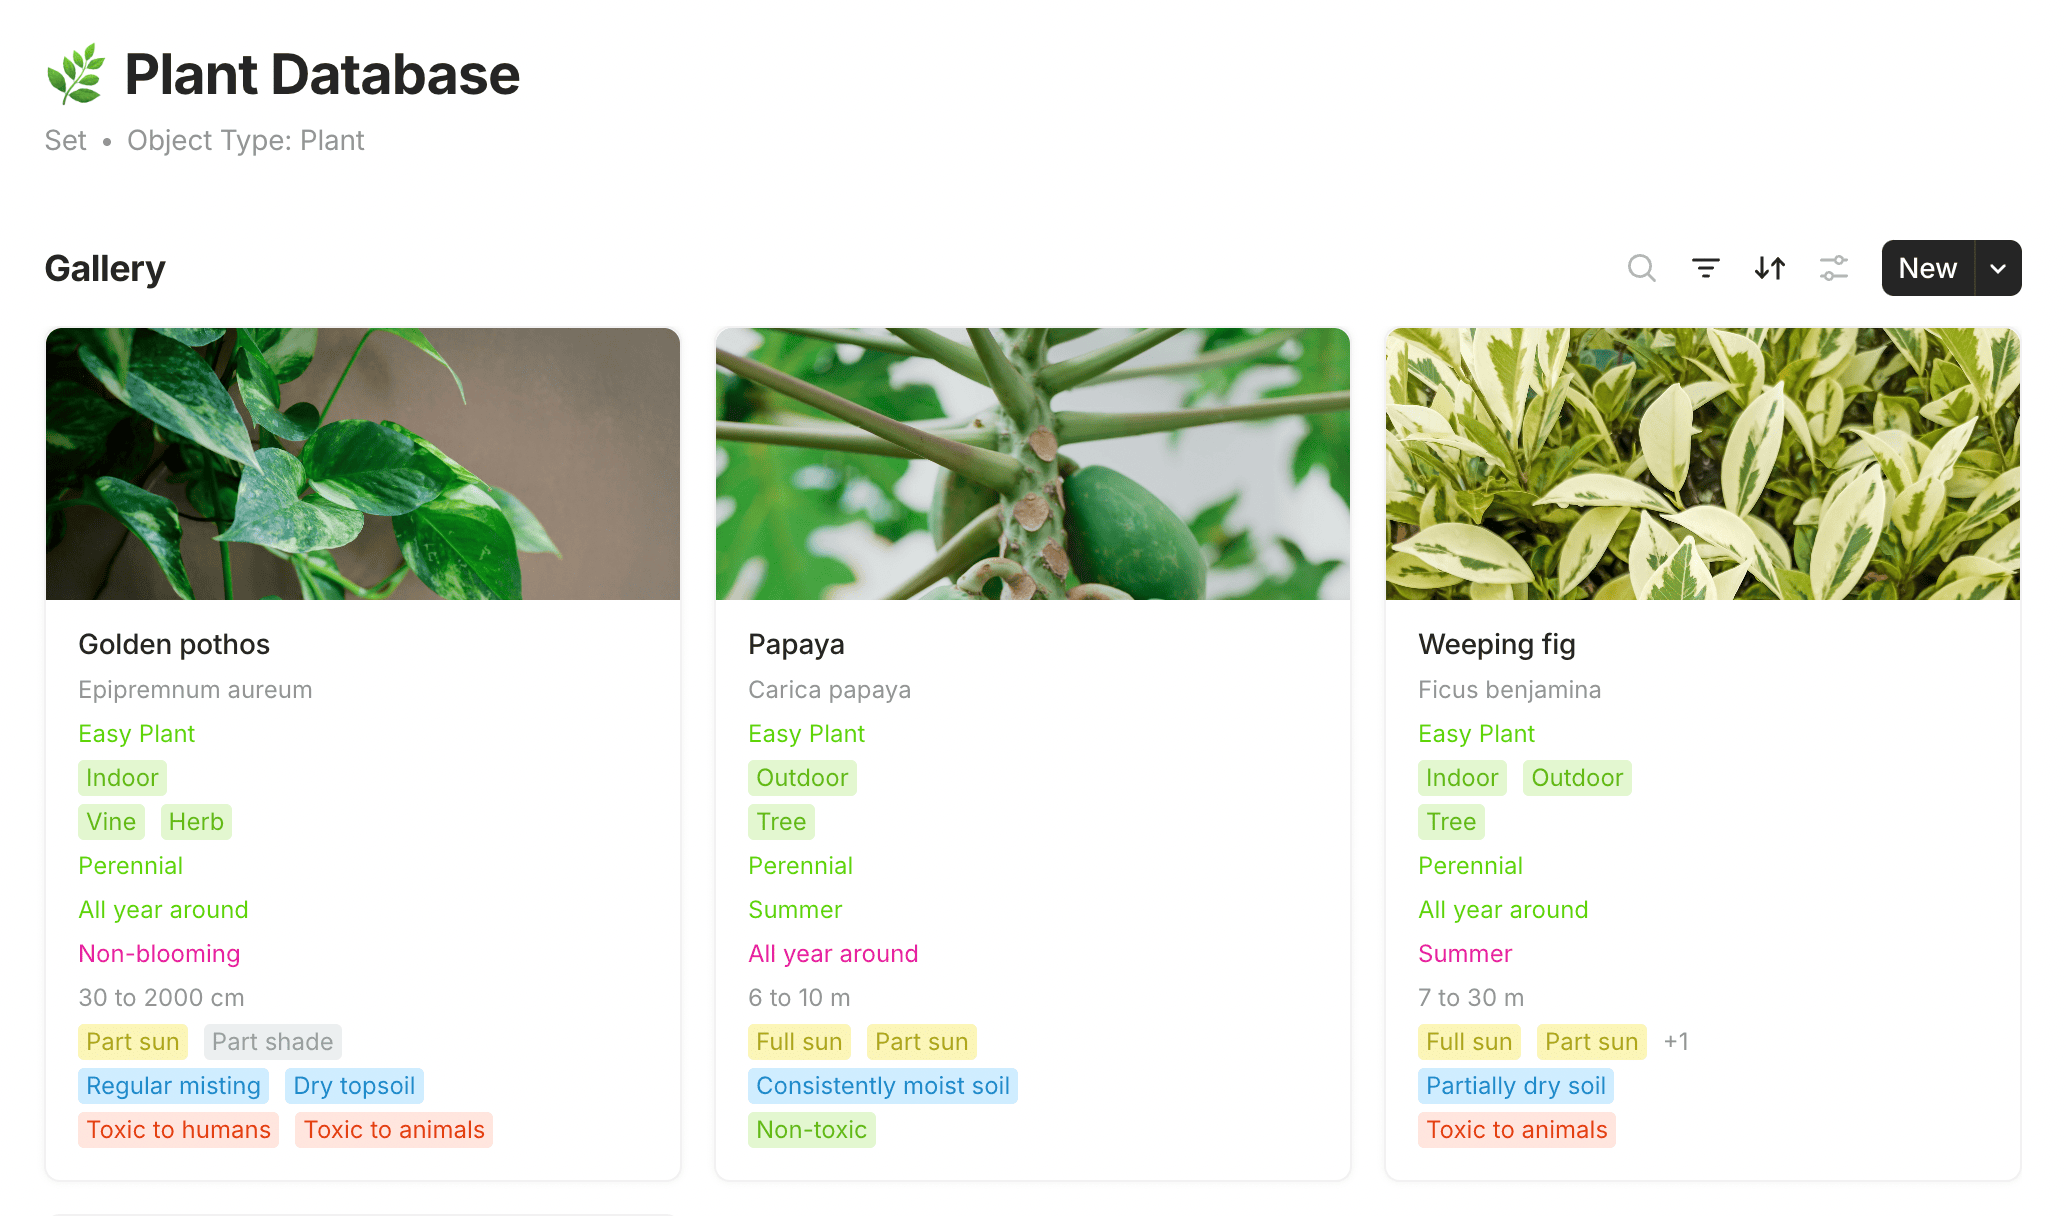 Plant Database
Set • Object Type: Plant
Gallery
New
Golden pothos
Epipremnum aureum
Easy Plant
Indoor
Vine Herb
Perennial
All year around
Non-blooming
30 to 2000 cm
Part sun Part shade
Regular misting Dry topsoil
Toxic to humans Toxic to animals
Papaya
Carica papaya
Easy Plant
Outdoor
Tree
Perennial
Summer
All year around
6 to 10 m
Full sun Part sun
Consistently moist soil
Non-toxic
Weeping fig
Ficus benjamina
Easy Plant
Indoor Outdoor
Tree
Perennial
All year around
Summer
7 to 30 m
Full sun Part sun +1
Partially dry soil
Toxic to animals